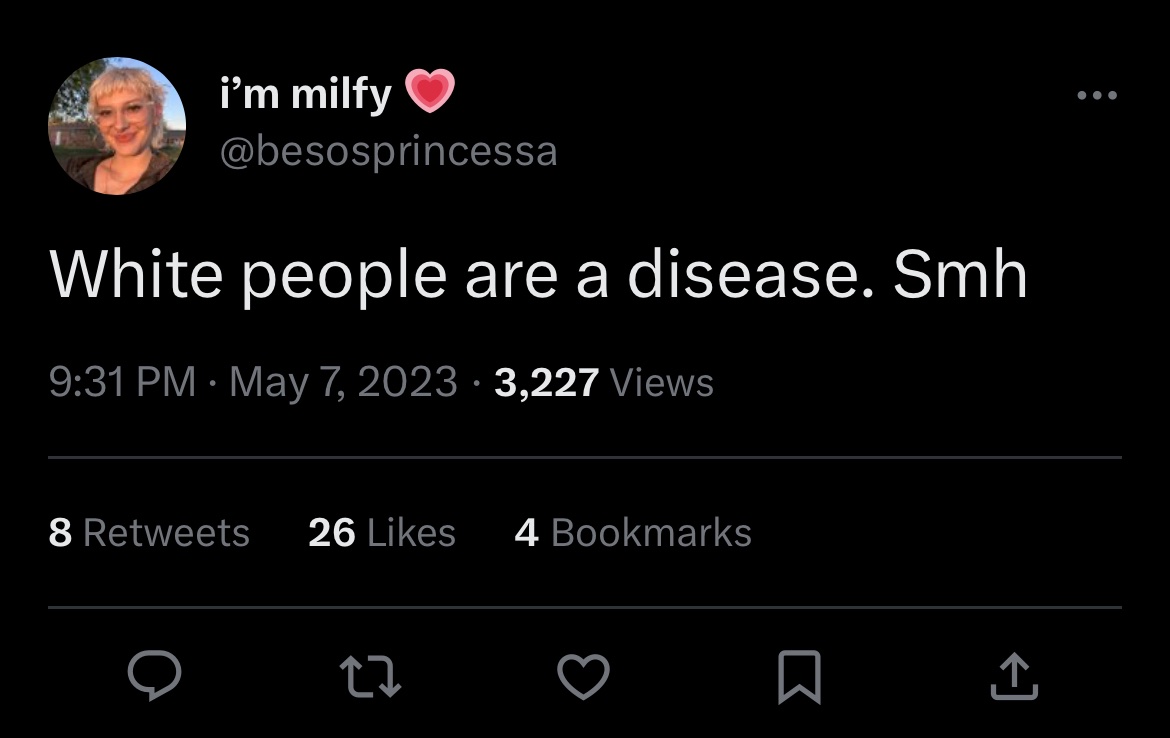 i’m milfy 💗
@besosprincessa
White people are a disease. Smh
9:31 PM · May 7, 2023 · 3,227 Views
8 Retweets 26 Likes 4 Bookmarks